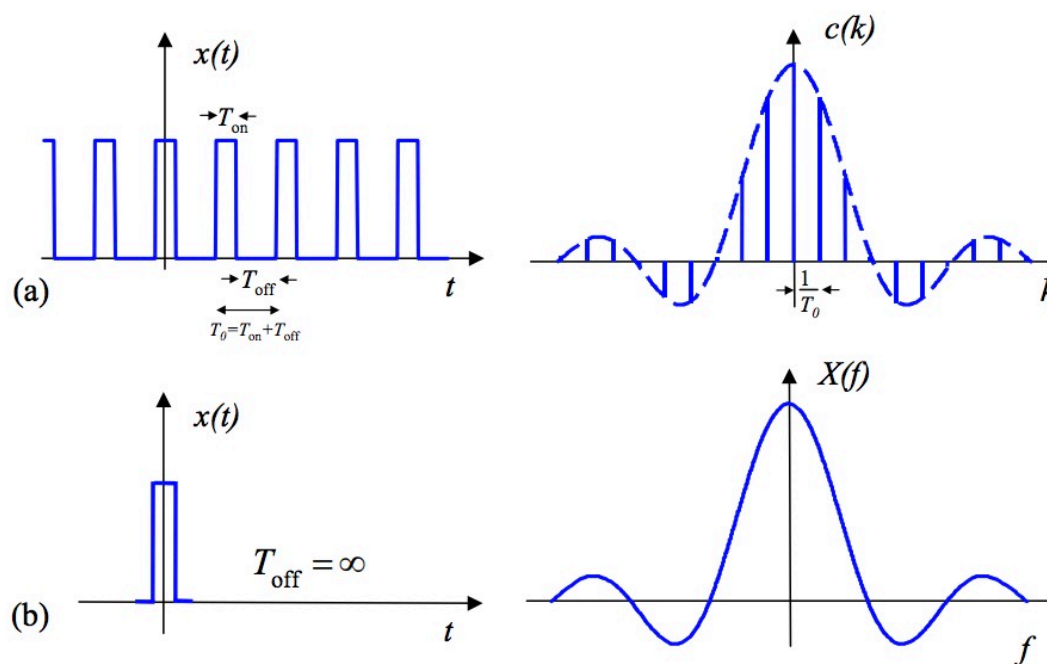 x(t)
T_on
T_off
T_0=T_on+T_off
t
(a)
c(k)
1/T_0
x(t)
T_off = ∞
t
(b)
X(f)
f